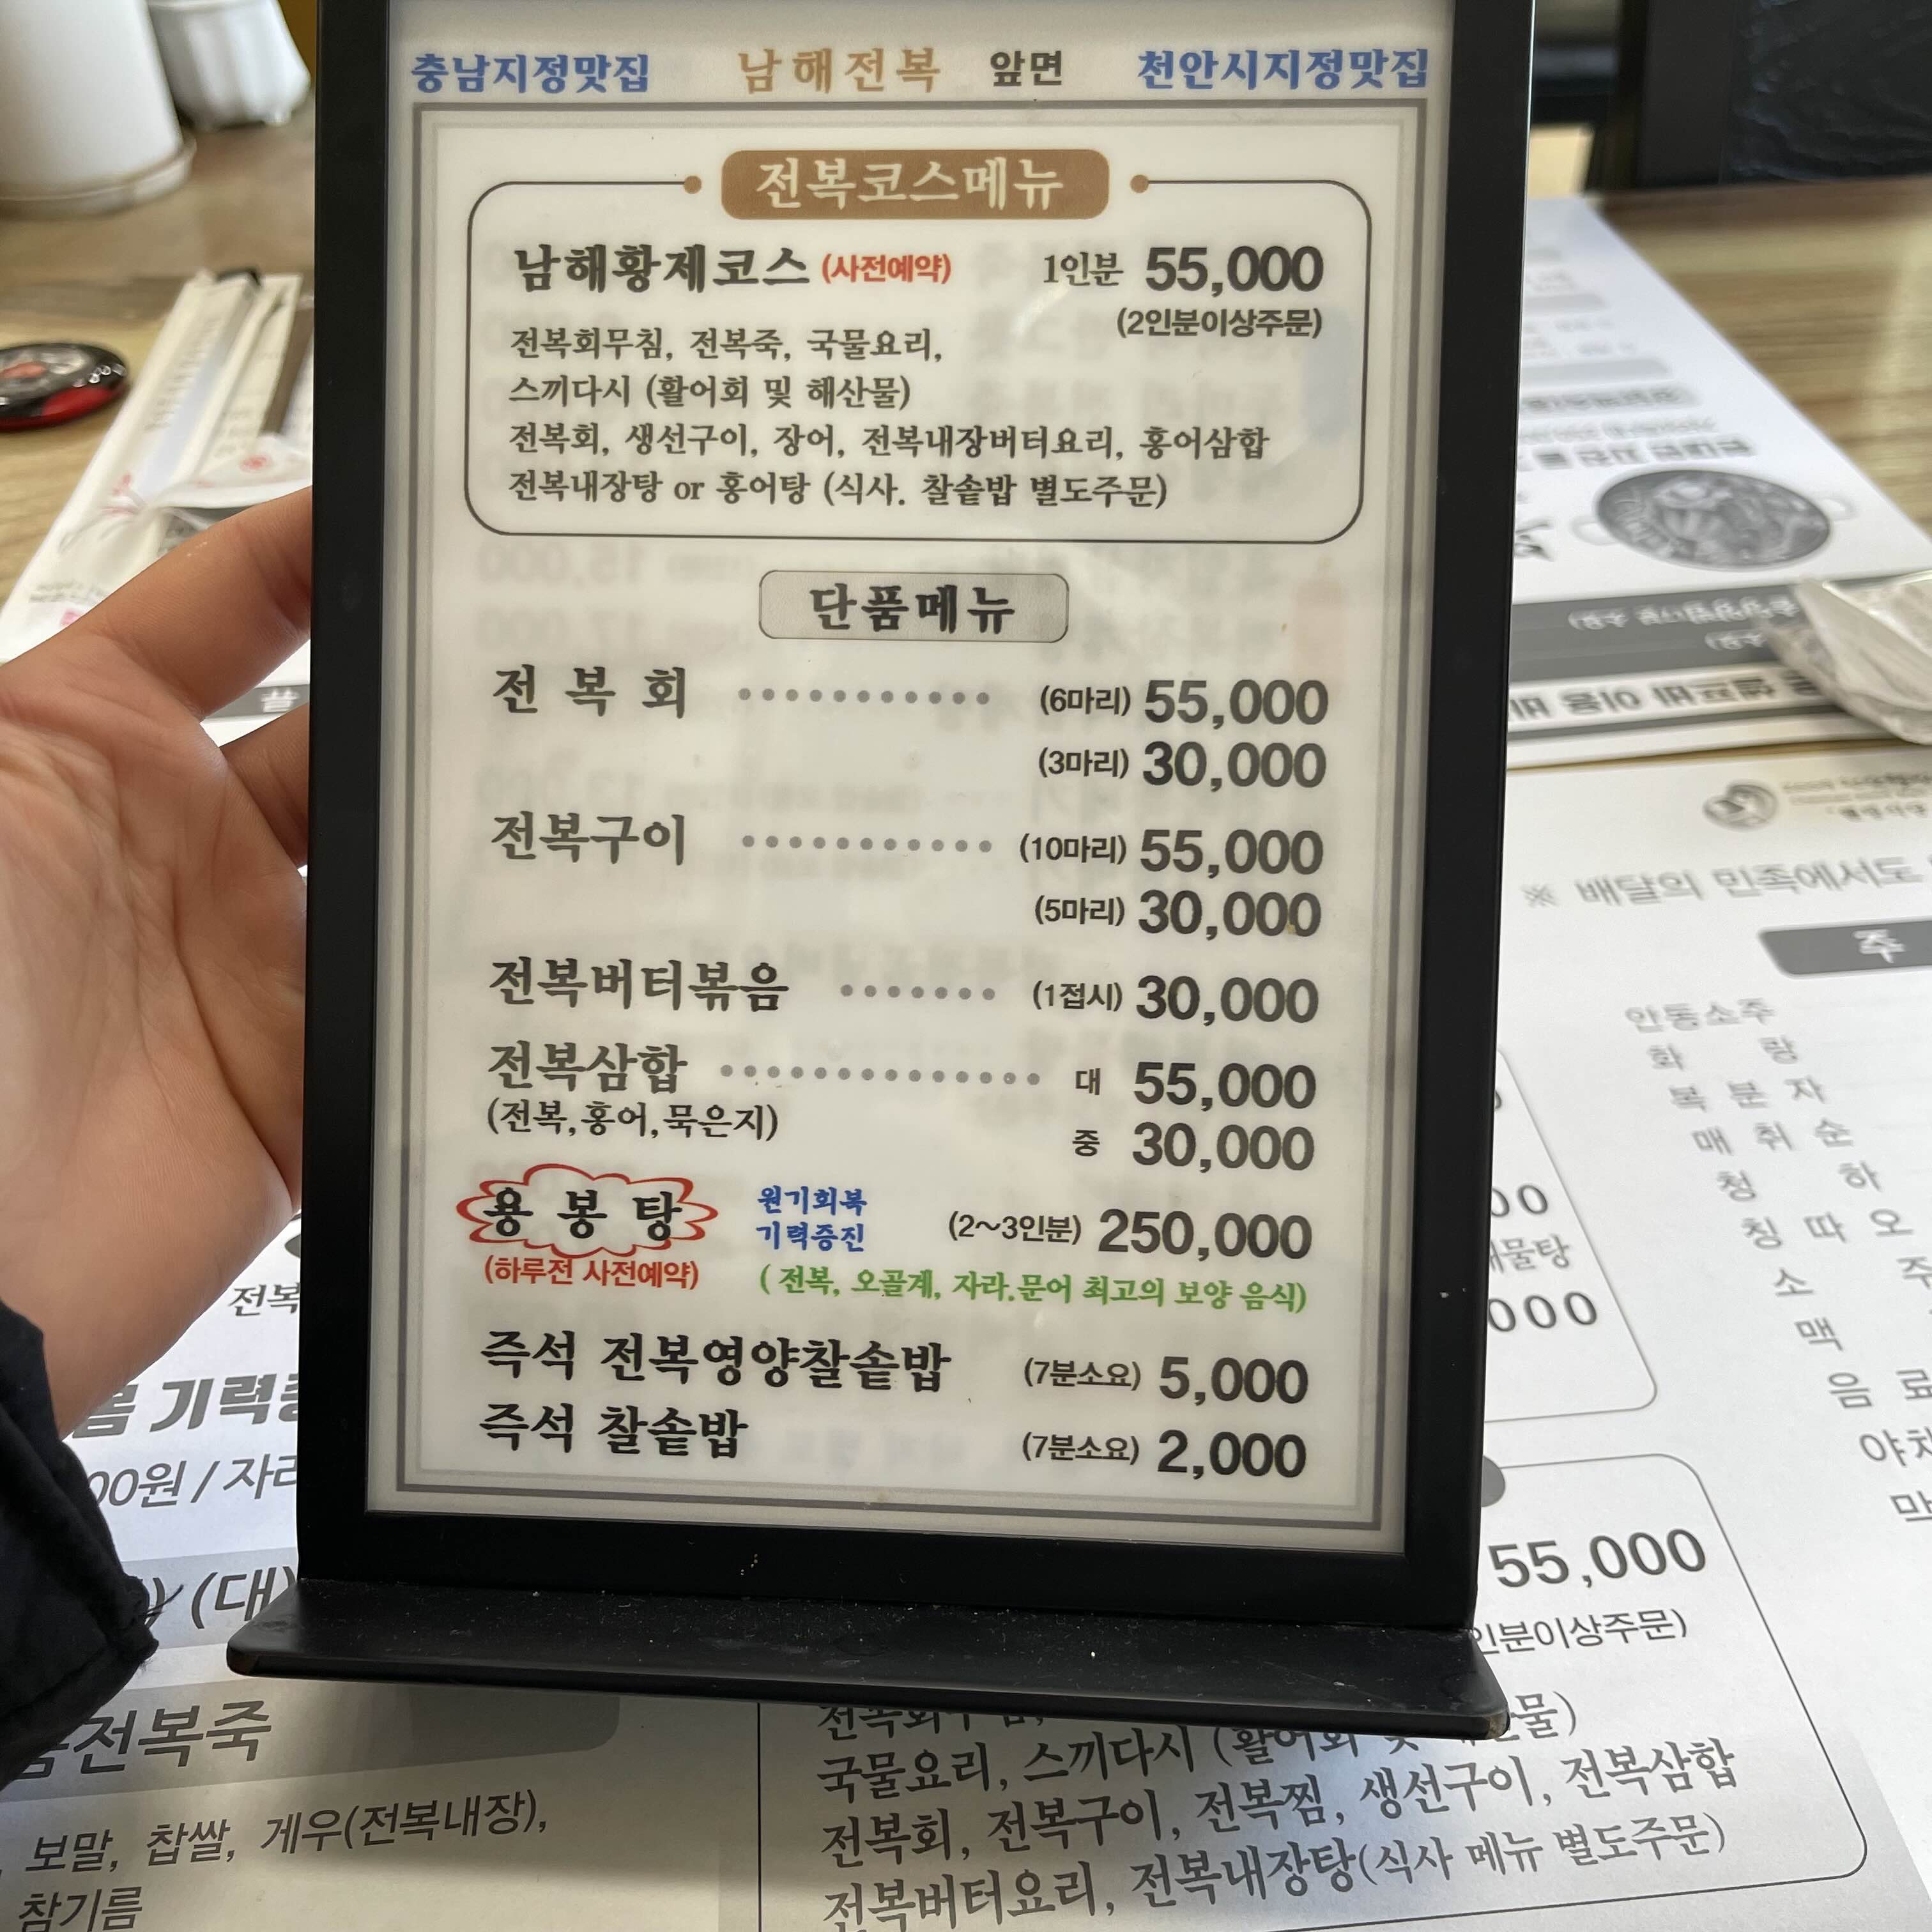 충남지정맛집 남해전복 앞면 천안시지정맛집
전복코스메뉴
남해황제코스 (사전예약) 1인분 55,000
(2인분이상주문)
전복회무침, 전복죽, 국물요리,
스끼다시 (활어회 및 해산물)
전복회, 생선구이, 장어, 전복내장버터요리, 홍어삼합
전복내장탕 or 홍어탕 (식사. 찰솥밥 별도주문)
단품메뉴
전 복 회 (6마리) 55,000
(3마리) 30,000
전복구이 (10마리) 55,000
(5마리) 30,000
전복버터볶음 (1접시) 30,000
전복삼합 대 55,000
(전복,홍어,묵은지) 중 30,000
용 봉 탕 원기회복 기력증진 (2~3인분) 250,000
(하루전 사전예약) ( 전복, 오골계, 자라.문어 최고의 보양 음식)
즉석 전복영양찰솥밥 (7분소요) 5,000
즉석 찰솥밥 (7분소요) 2,000
※ 배달의 민족에서도
주
안동소주
화 랑
복 분 자
매 취 순
청 하
칭 따 오
소 주
맥
음 료
전복
기력
00원 / 자라
(대)
전복죽
보말, 찹쌀, 게우(전복내장),
참기름
55,000
인분이상주문)
국물요리, 스끼다시 (활어회 및
전복회, 전복구이, 전복찜, 생선구이, 전복삼합
전복버터요리, 전복내장탕(식사 메뉴 별도주문)